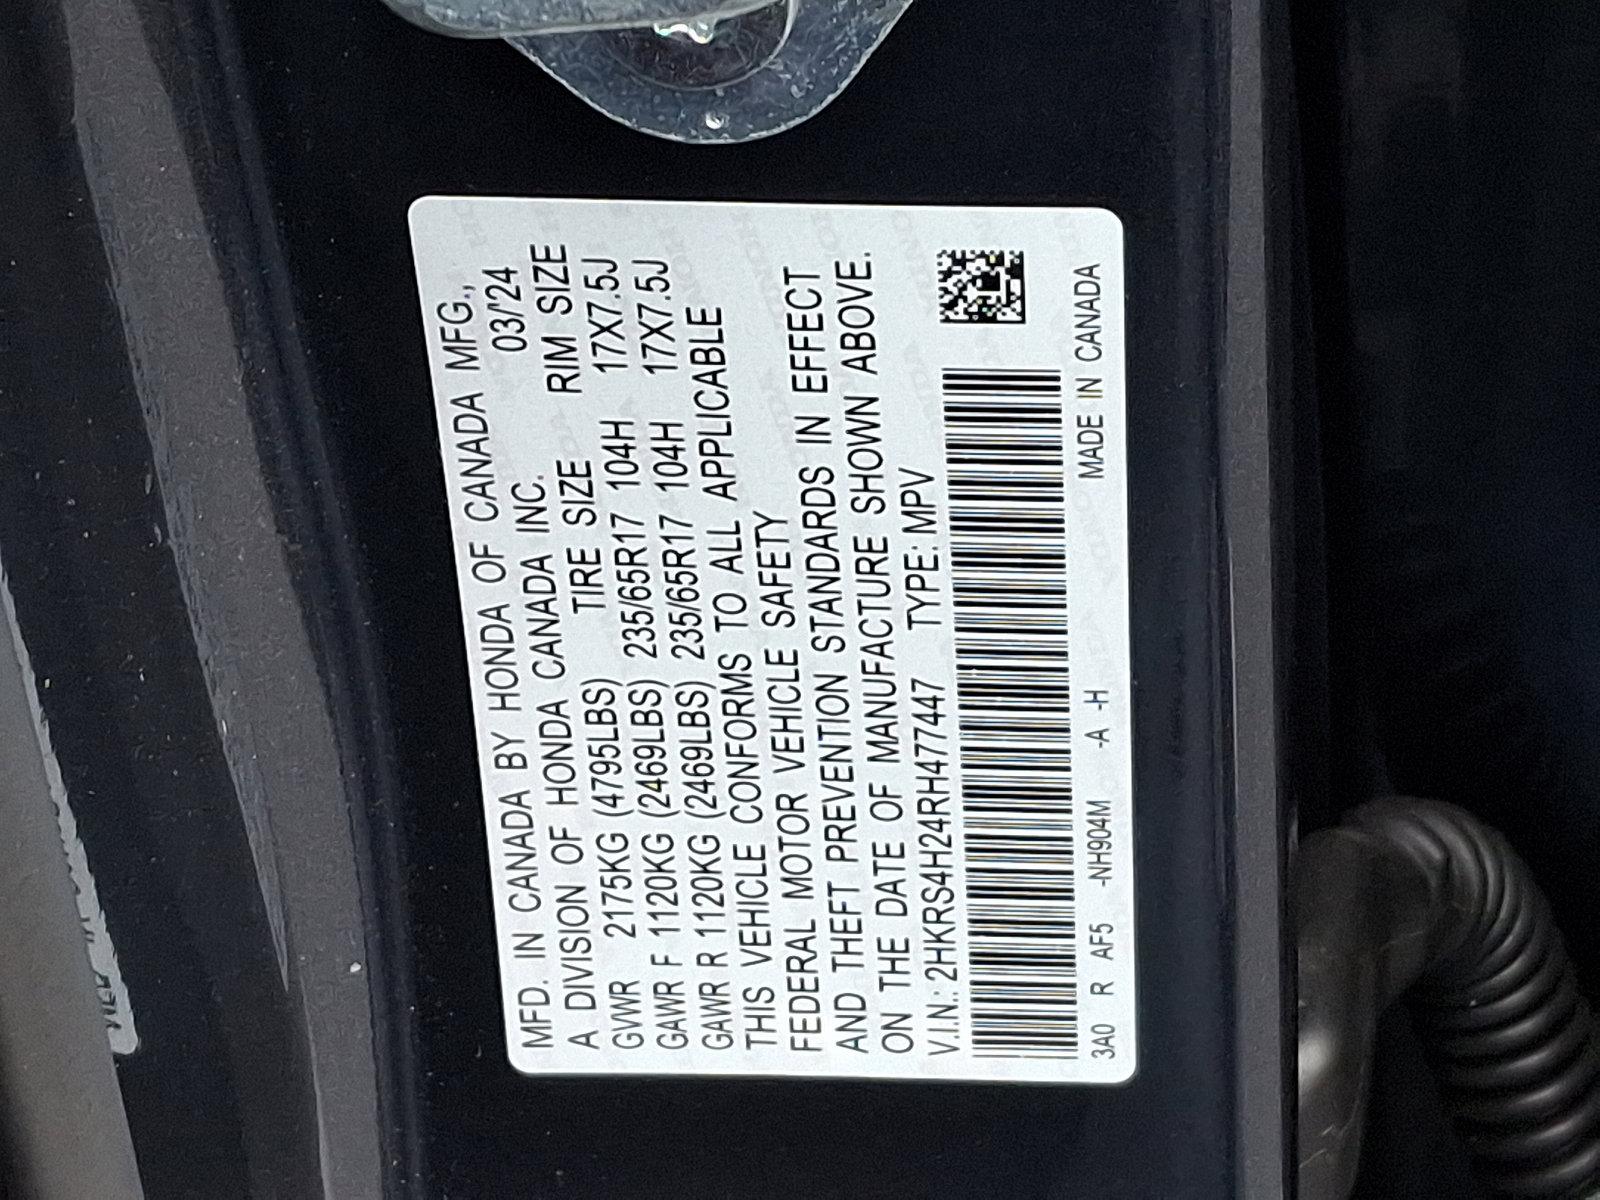 MFD. IN CANADA BY HONDA OF CANADA MFG.,
A DIVISION OF HONDA CANADA INC. 03/'24
TIRE SIZE RIM SIZE
GVWR 2175KG (4795LBS)
GAWR F 1120KG (2469LBS) 235/65R17 104H 17X7.5J
GAWR R 1120KG (2469LBS) 235/65R17 104H 17X7.5J
THIS VEHICLE CONFORMS TO ALL APPLICABLE
FEDERAL MOTOR VEHICLE SAFETY
AND THEFT PREVENTION STANDARDS IN EFFECT
ON THE DATE OF MANUFACTURE SHOWN ABOVE.
V.I.N.: 2HKRS4H24RH477447 TYPE: MPV
3A0 R AF5 -NH904M -A -H MADE IN CANADA